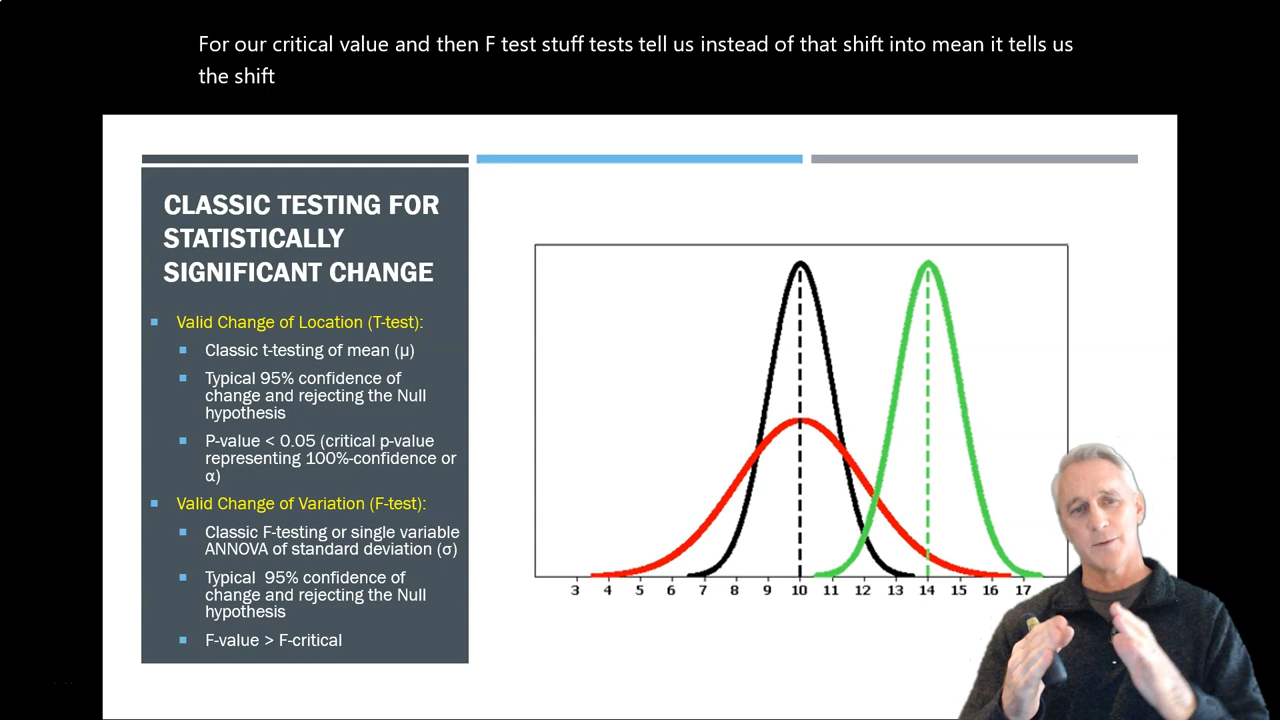 For our critical value and then F test stuff tests tell us instead of that shift into mean it tells us
the shift
CLASSIC TESTING FOR
STATISTICALLY
SIGNIFICANT CHANGE
Valid Change of Location (T-test):
Classic t-testing of mean (μ)
Typical 95% confidence of
change and rejecting the Null
hypothesis
P-value < 0.05 (critical p-value
representing 100%-confidence or
α)
Valid Change of Variation (F-test):
Classic F-testing or single variable
ANNOVA of standard deviation (σ)
Typical 95% confidence of
change and rejecting the Null
hypothesis
F-value > F-critical
3 4 5 6 7 8 9 10 11 12 13 14 15 16 17